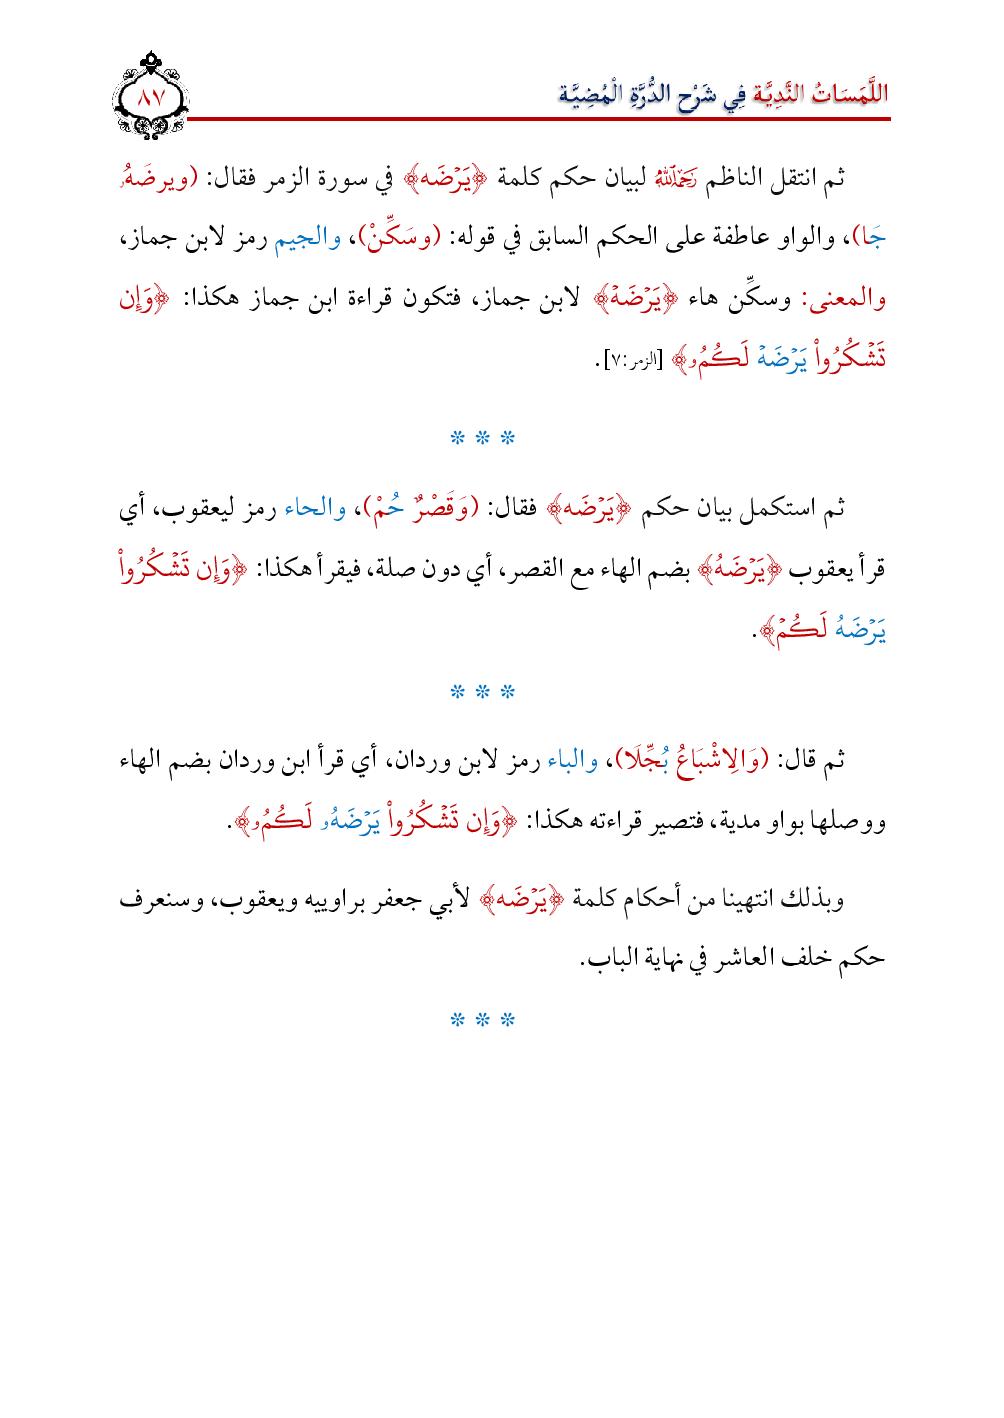 اللَّمَسَاتُ النَّدِيَّة فِي شَرْح الدُّرَّةِ الْمُضِيَّة
٨٧
ثم انتقل الناظم رَحِمَهُ اللَّهُ لبيان حكم كلمة ﴿يَرۡضَه﴾ في سورة الزمر فقال: (ويرضَهُۥ
جَا)، والواو عاطفة على الحكم السابق في قوله: (وسَكِّنْ)، والجيم رمز لابن جماز،
والمعنى: وسكِّن هاء ﴿يَرۡضَهۡ﴾ لابن جماز، فتكون قراءة ابن جماز هكذا: ﴿وَإِن
تَشۡكُرُواْ يَرۡضَهۡ لَكُمُۥ﴾ [الزمر:٧].
* * *
ثم استكمل بيان حكم ﴿يَرۡضَه﴾ فقال: (وَقَصْرٌ حُمْ)، والحاء رمز ليعقوب، أي
قرأ يعقوب ﴿يَرۡضَهُ﴾ بضم الهاء مع القصر، أي دون صلة، فيقرأ هكذا: ﴿وَإِن تَشۡكُرُواْ
يَرۡضَهُ لَكُمۡ﴾.
* * *
ثم قال: (وَالِاشْبَاعُ بُجِّلَا)، والباء رمز لابن وردان، أي قرأ ابن وردان بضم الهاء
ووصلها بواو مدية، فتصير قراءته هكذا: ﴿وَإِن تَشۡكُرُواْ يَرۡضَهُۥ لَكُمُۥ﴾.
وبذلك انتهينا من أحكام كلمة ﴿يَرۡضَه﴾ لأبي جعفر براوييه ويعقوب، وسنعرف
حكم خلف العاشر في نهاية الباب.
* * *